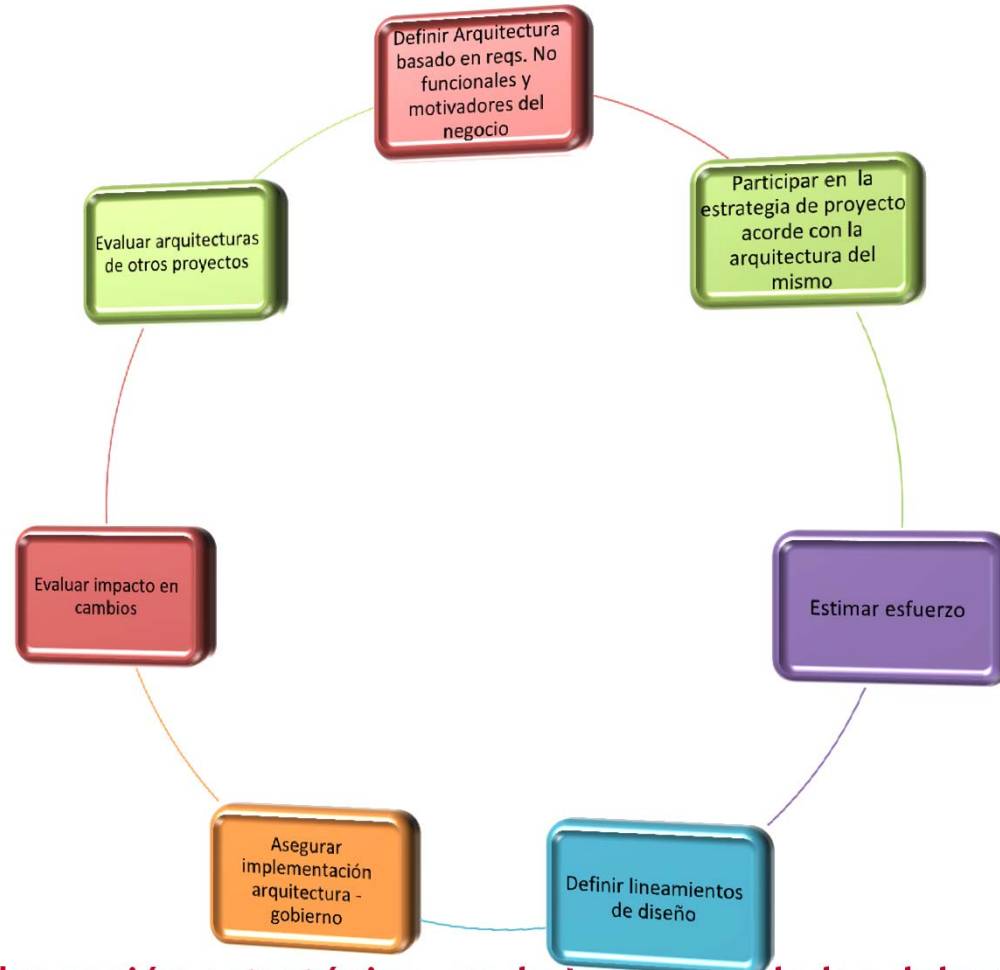 Definir Arquitectura
basado en reqs. No
funcionales y
motivadores del
negocio
Participar en la
estrategia de proyecto
acorde con la
arquitectura del
mismo
Estimar esfuerzo
Definir lineamientos
de diseño
Asegurar
implementación
arquitectura -
gobierno
Evaluar impacto en
cambios
Evaluar arquitecturas
de otros proyectos